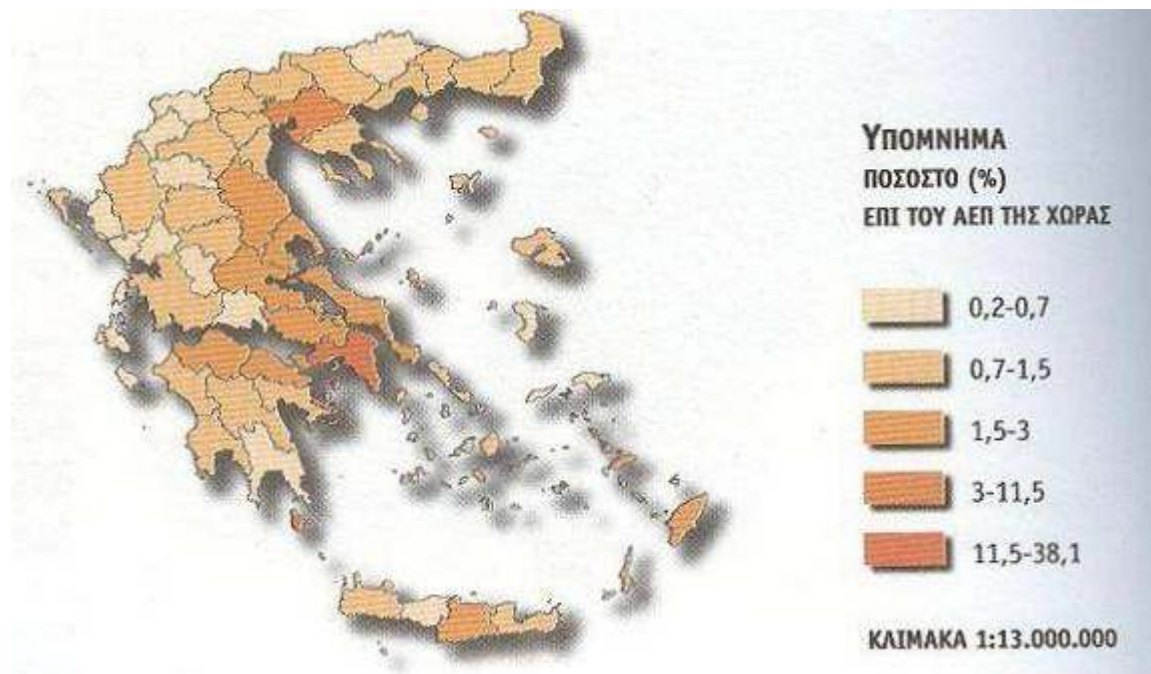 ΥΠΟΜΝΗΜΑ
ΠΟΣΟΣΤΟ (%)
ΕΠΙ ΤΟΥ ΑΕΠ ΤΗΣ ΧΩΡΑΣ
0,2-0,7
0,7-1,5
1,5-3
3-11,5
11,5-38,1
ΚΛΙΜΑΚΑ 1:13.000.000